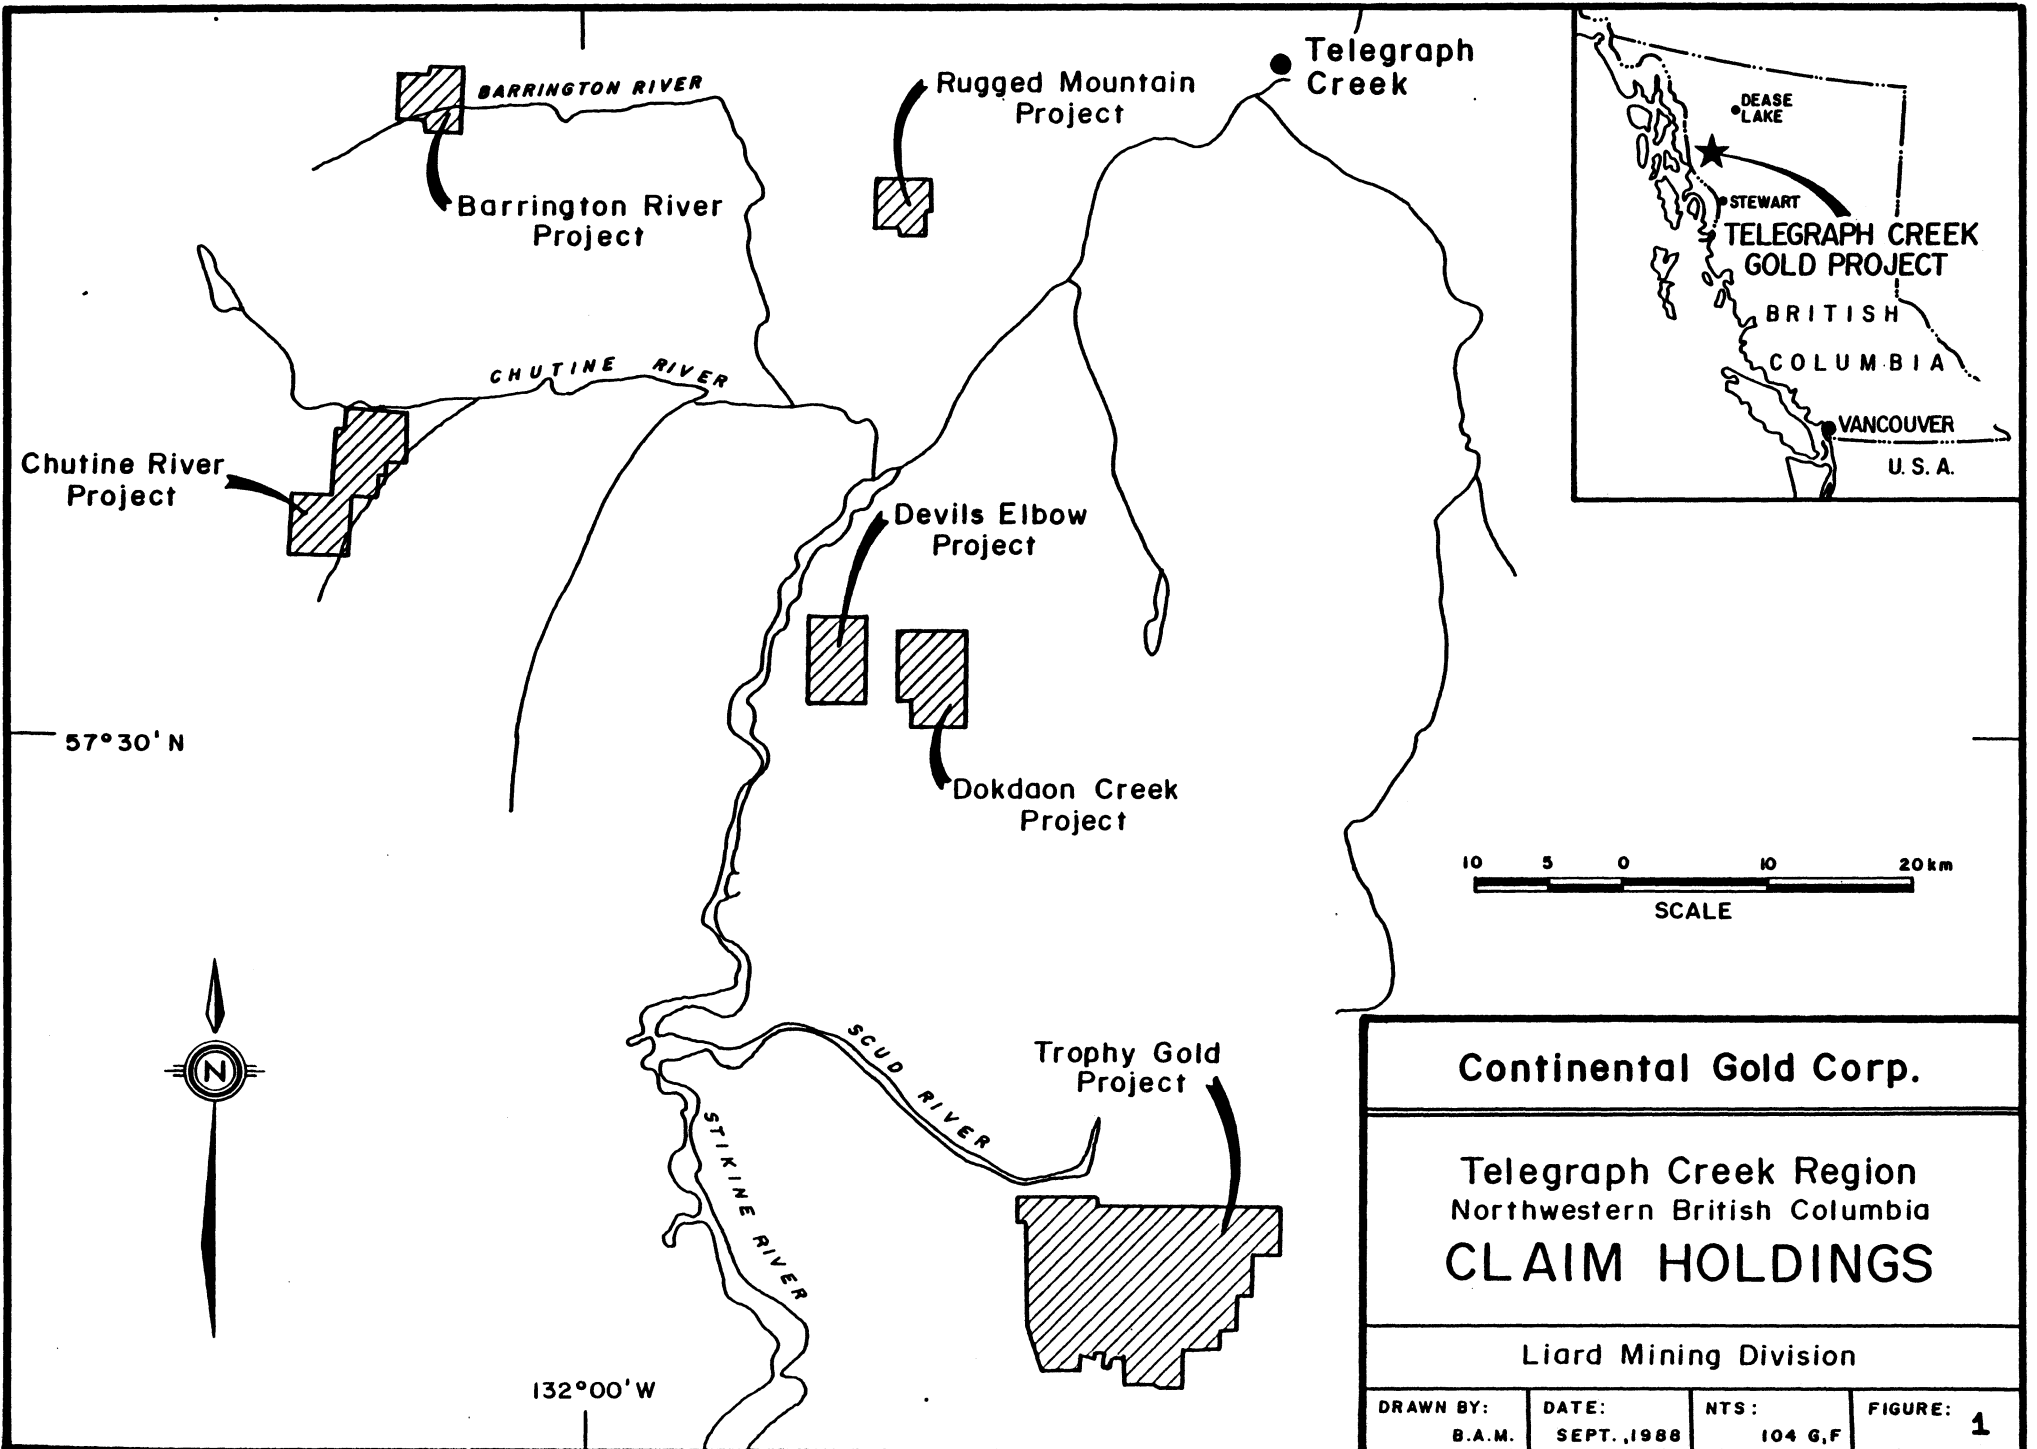 BARRINGTON RIVER
Rugged Mountain
Project
Telegraph
Creek
Barrington River
Project
CHUTINE RIVER
Chutine River
Project
Devils Elbow
Project
57°30'N
Dokdaon Creek
Project
10 5 0 10 20km
SCALE
N
SCUD RIVER
Trophy Gold
Project
STIKINE RIVER
132°00'W
DEASE
LAKE
STEWART
TELEGRAPH CREEK
GOLD PROJECT
BRITISH
COLUMBIA
VANCOUVER
U.S.A.
Continental Gold Corp.
Telegraph Creek Region
Northwestern British Columbia
CLAIM HOLDINGS
Liard Mining Division
DRAWN BY:
B.A.M.
DATE:
SEPT.,1988
NTS:
104 G,F
FIGURE: 1